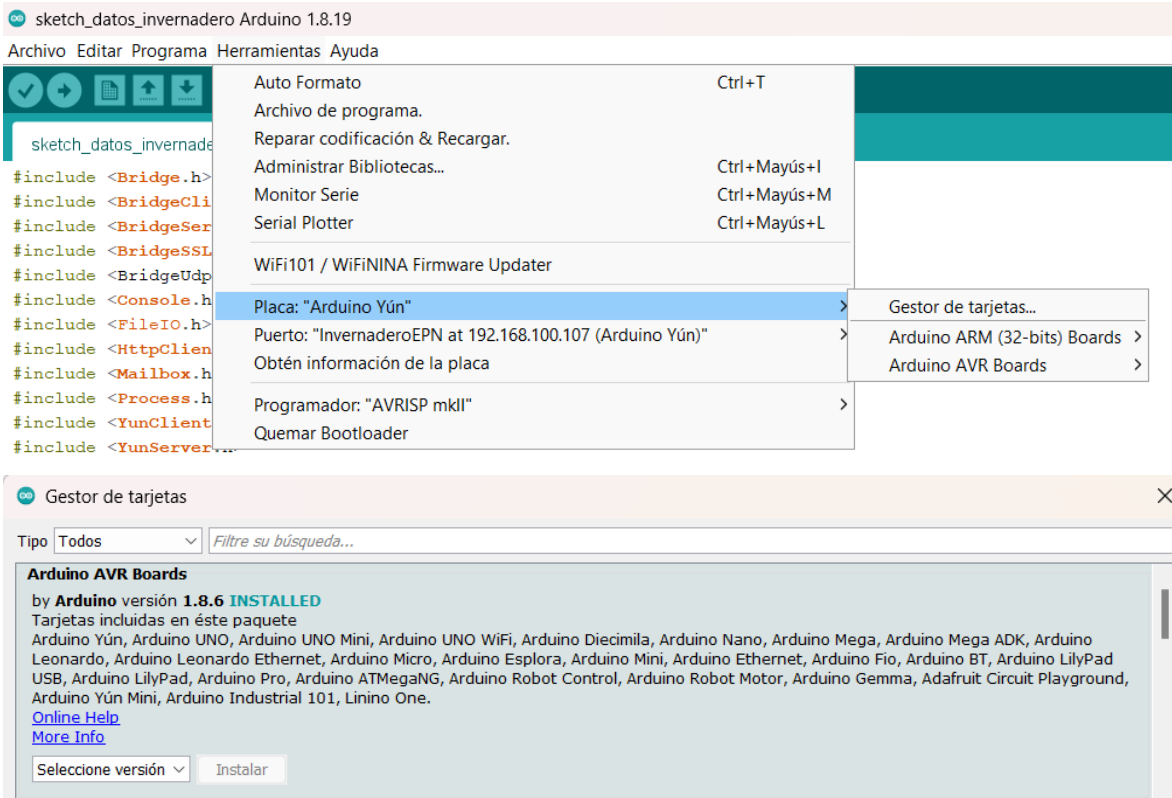 sketch_datos_invernadero Arduino 1.8.19
Archivo Editar Programa Herramientas Ayuda
sketch_datos_invernade
#include <Bridge.h>
#include <BridgeCli
#include <BridgeSer
#include <BridgeSSL
#include <BridgeUdp
#include <Console.h
#include <FileIO.h>
#include <HttpClien
#include <Mailbox.h
#include <Process.h
#include <YunClient
#include <YunServer.h>
Auto Formato Ctrl+T
Archivo de programa.
Reparar codificación & Recargar.
Administrar Bibliotecas... Ctrl+Mayús+I
Monitor Serie Ctrl+Mayús+M
Serial Plotter Ctrl+Mayús+L
WiFi101 / WiFiNINA Firmware Updater
Placa: "Arduino Yún"
Puerto: "InvernaderoEPN at 192.168.100.107 (Arduino Yún)"
Obtén información de la placa
Programador: "AVRISP mkII"
Quemar Bootloader
Gestor de tarjetas...
Arduino ARM (32-bits) Boards
Arduino AVR Boards
Gestor de tarjetas
Tipo Todos Filtre su búsqueda...
Arduino AVR Boards
by Arduino versión 1.8.6 INSTALLED
Tarjetas incluidas en éste paquete
Arduino Yún, Arduino UNO, Arduino UNO Mini, Arduino UNO WiFi, Arduino Diecimila, Arduino Nano, Arduino Mega, Arduino Mega ADK, Arduino
Leonardo, Arduino Leonardo Ethernet, Arduino Micro, Arduino Esplora, Arduino Mini, Arduino Ethernet, Arduino Fio, Arduino BT, Arduino LilyPad
USB, Arduino LilyPad, Arduino Pro, Arduino ATMegaNG, Arduino Robot Control, Arduino Robot Motor, Arduino Gemma, Adafruit Circuit Playground,
Arduino Yún Mini, Arduino Industrial 101, Linino One.
Online Help
More Info
Seleccione versión Instalar